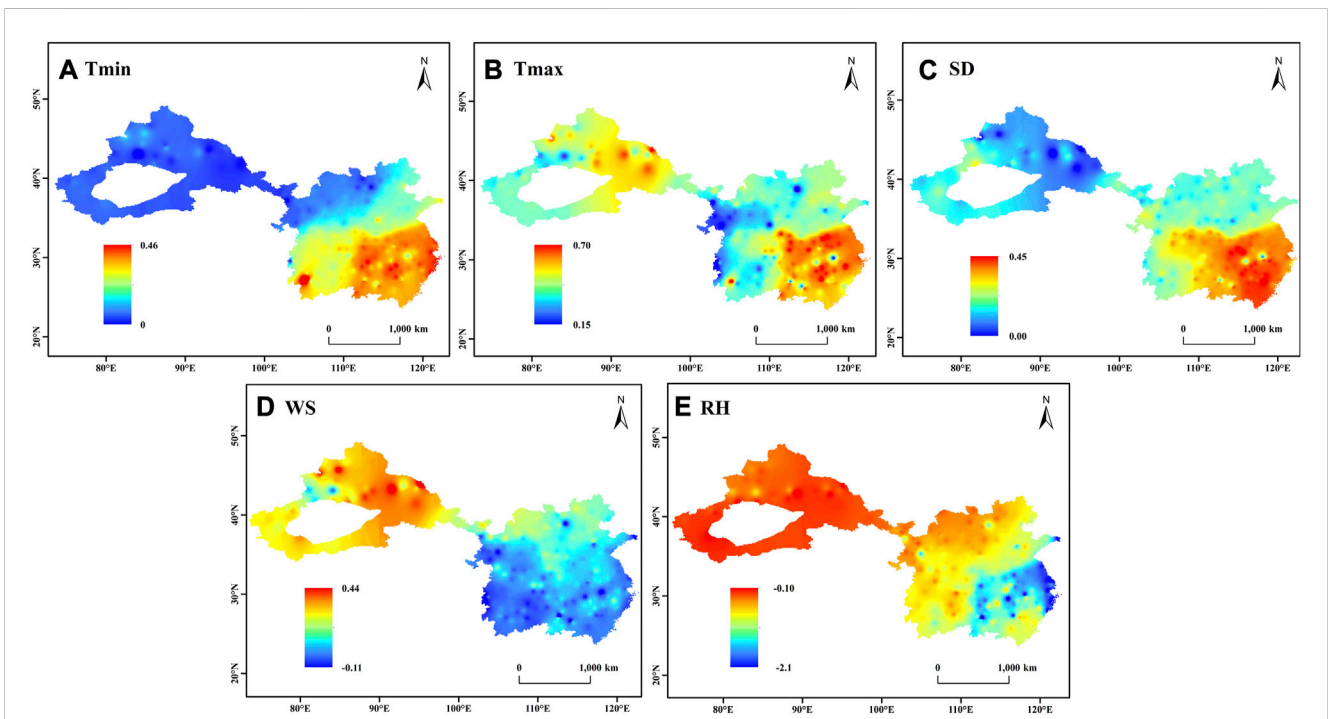 A Tmin
N
50°N
40°N
30°N
20°N
0.46
0
0 1,000 km
80°E 90°E 100°E 110°E 120°E
B Tmax
N
50°N
40°N
30°N
20°N
0.70
0.15
0 1,000 km
80°E 90°E 100°E 110°E 120°E
C SD
N
50°N
40°N
30°N
20°N
0.45
0.00
0 1,000 km
80°E 90°E 100°E 110°E 120°E
D WS
N
50°N
40°N
30°N
20°N
0.44
-0.11
0 1,000 km
80°E 90°E 100°E 110°E 120°E
E RH
N
50°N
40°N
30°N
20°N
-0.10
-2.1
0 1,000 km
80°E 90°E 100°E 110°E 120°E